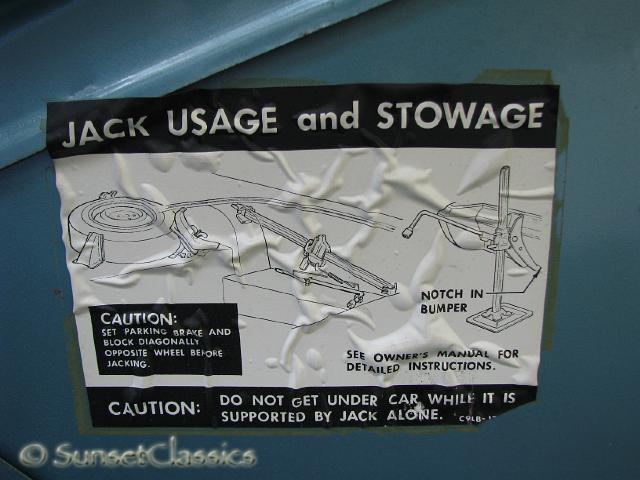 JACK USAGE and STOWAGE
NOTCH IN
BUMPER
CAUTION:
SET PARKING BRAKE AND
BLOCK DIAGONALLY
OPPOSITE WHEEL BEFORE
JACKING.
SEE OWNER'S MANUAL FOR
DETAILED INSTRUCTIONS.
CAUTION: DO NOT GET UNDER CAR WHILE IT IS
SUPPORTED BY JACK ALONE.
© SunsetClassics